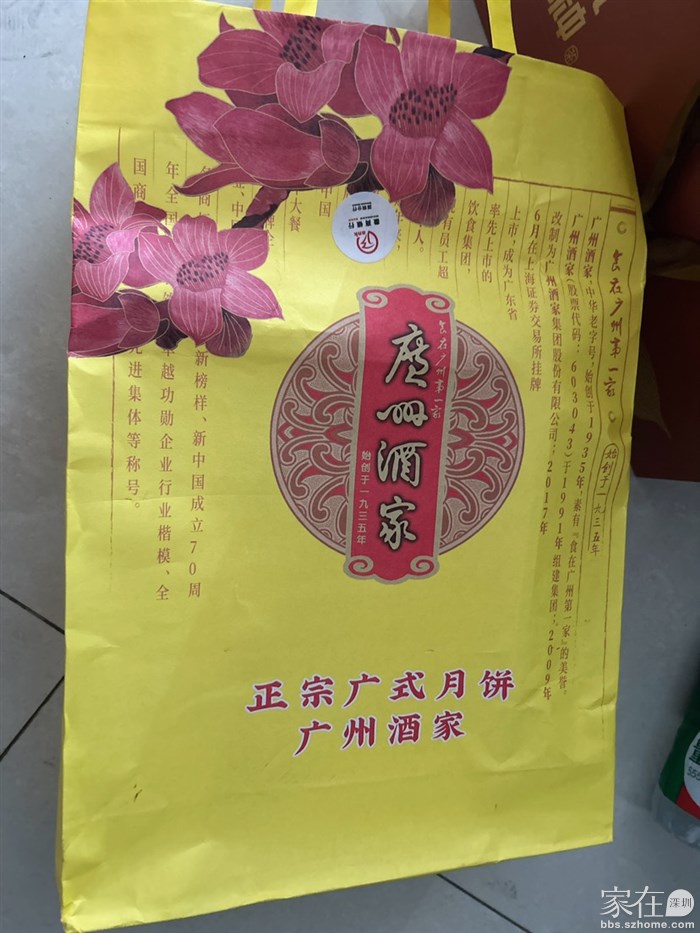 食在广州第一家
始创于一九三五年
广州酒家,中华老字号,始创于1935年,素有“食在广州第一家”的美誉。
广州酒家(股票代码:603043)于1991年组建集团;2009年
改制为广州酒家集团股份有限公司;2017年
6月在上海证券交易所挂牌
上市,成为广东省
率先上市的
饮食集团,
有员工超
人。
中国
大餐
新榜样、新中国成立70周
卓越功勋企业行业楷模、全
年全国
国商
先进集体等称号。
食在广州第一家
广州酒家
始创于一九三五年
正宗广式月饼
广州酒家
家在深圳
bbs.szhome.com